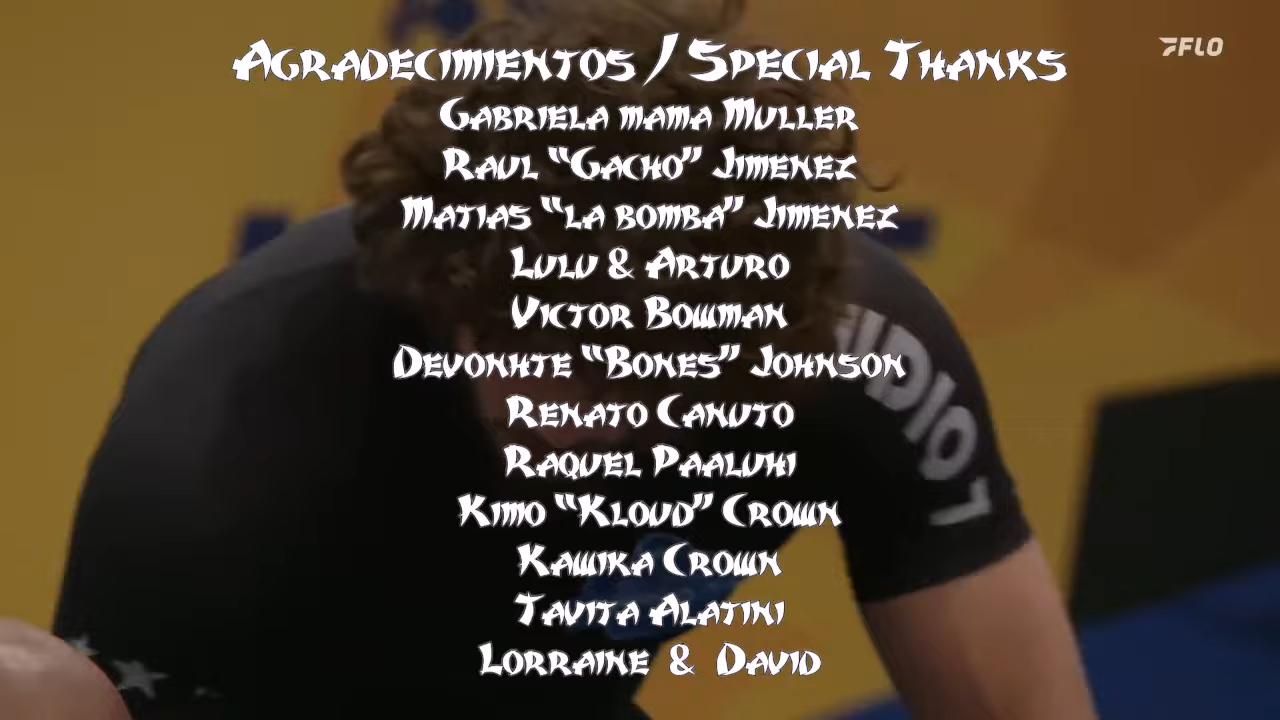 Agradecimientos / Special Thanks
FLO
Gabriela mama Muller
Raul "Gacho" Jimenez
Matias "la bomba" Jimenez
Lulu & Arturo
Victor Bowman
Devonhte "Bones" Johnson
Renato Canuto
Raquel Paaluhi
Kimo "Kloud" Crown
Kawika Crown
Tavita Alatini
Lorraine & David